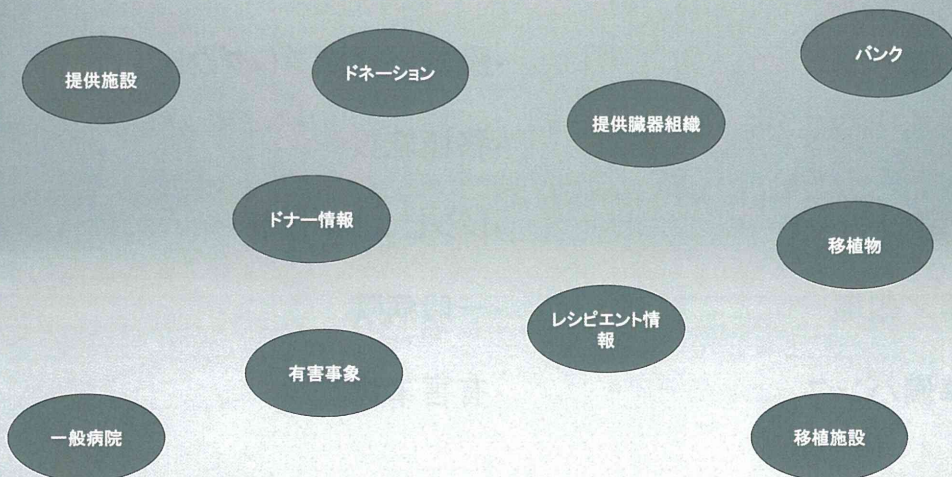 提供施設
ドネーション
バンク
提供臓器組織
ドナー情報
移植物
レシピエント情
報
有害事象
一般病院
移植施設